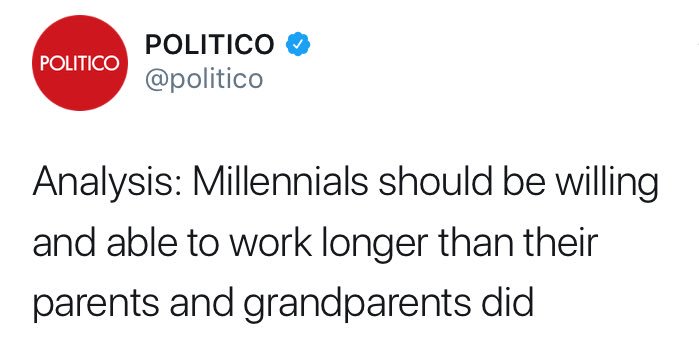 POLITICO
POLITICO
@politico
Analysis: Millennials should be willing
and able to work longer than their
parents and grandparents did